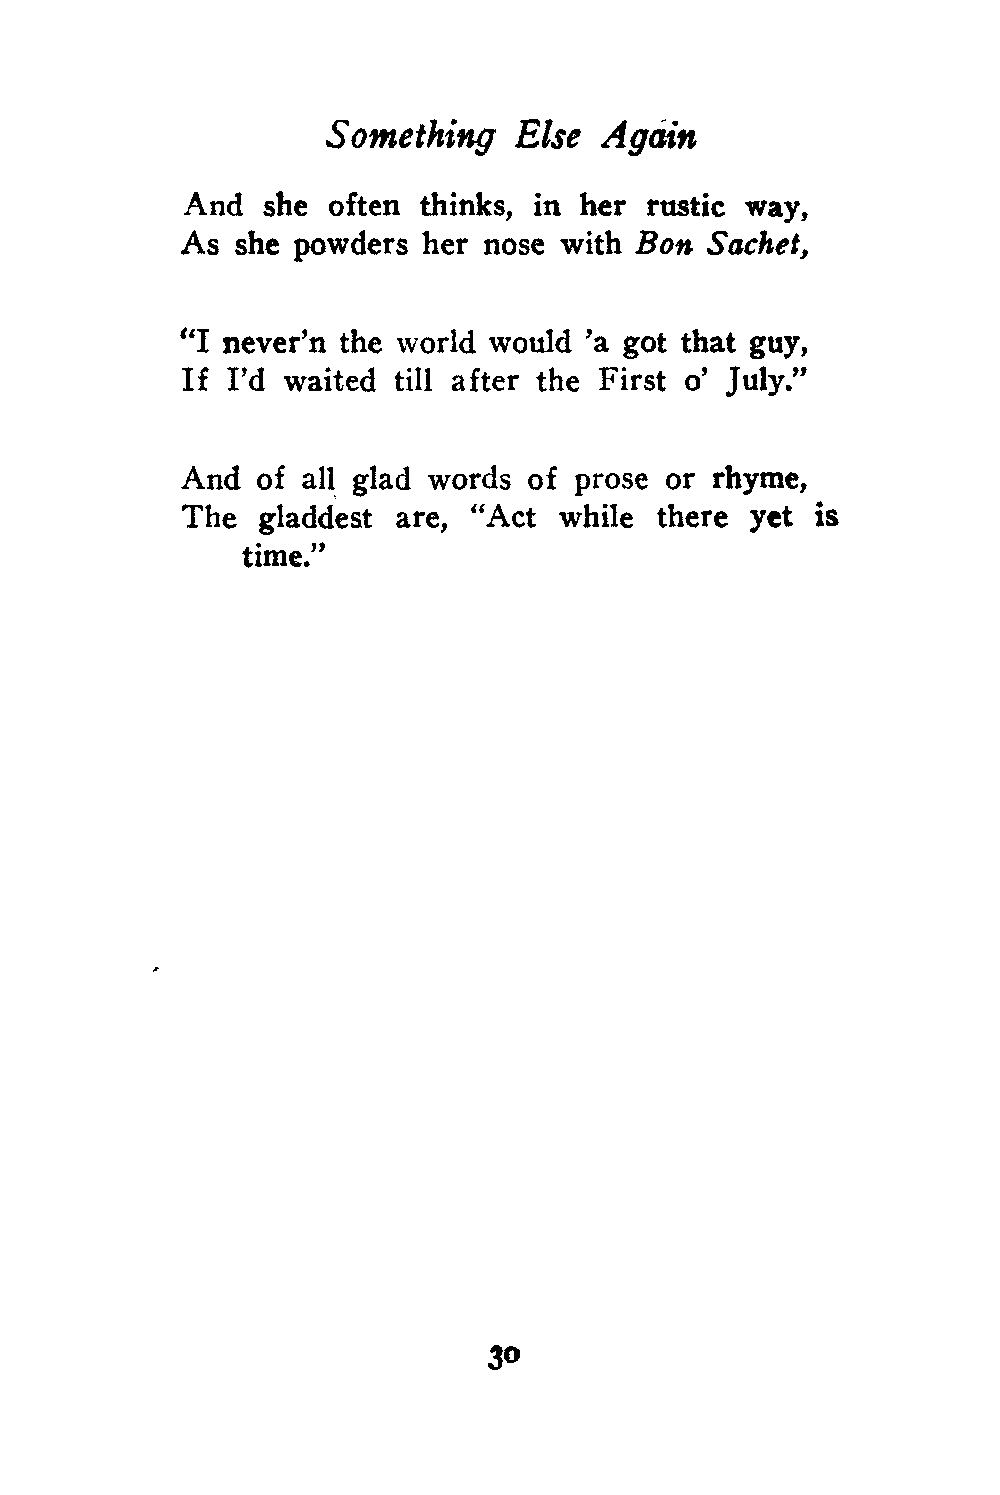 Something Else Again
And she often thinks, in her rustic way,
As she powders her nose with Bon Sachet,
“I never’n the world would ’a got that guy,
If I’d waited till after the First o’ July.”
And of all glad words of prose or rhyme,
The gladdest are, “Act while there yet is
time.”
30